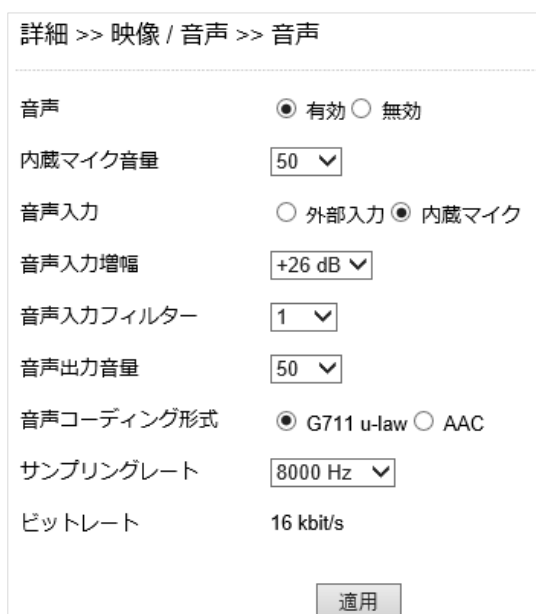 詳細 >> 映像 / 音声 >> 音声
音声 有効 無効
内蔵マイク音量 50
音声入力 外部入力 内蔵マイク
音声入力増幅 +26 dB
音声入力フィルター 1
音声出力音量 50
音声コーディング形式 G711 u-law AAC
サンプリングレート 8000 Hz
ビットレート 16 kbit/s
適用